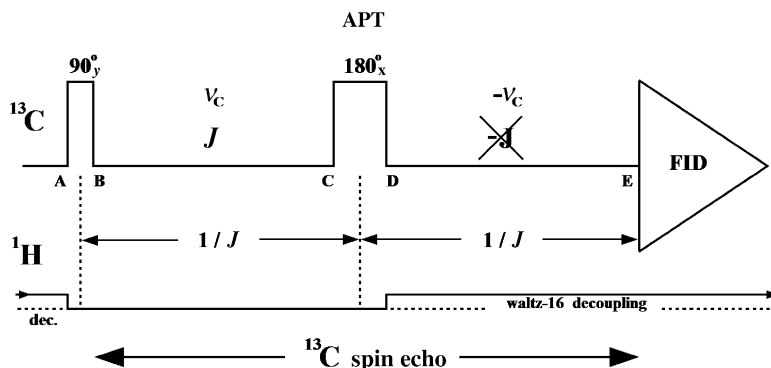 APT
90°y
180°x
¹³C
νC
-νC
J
-J
FID
A
B
C
D
E
¹H
1 / J
1 / J
dec.
waltz-16 decoupling
¹³C spin echo